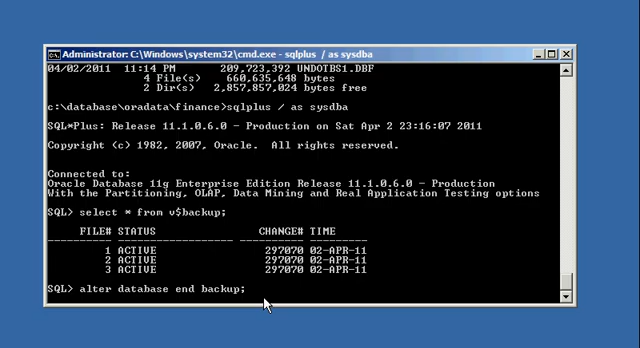 Administrator: C:\Windows\system32\cmd.exe - sqlplus / as sysdba
04/02/2011  11:14 PM       209,723,392 UNDOTBS1.DBF
4 File(s)    660,635,648 bytes
2 Dir(s)   2,857,857,024 bytes free
c:\database\oradata\finance>sqlplus / as sysdba
SQL*Plus: Release 11.1.0.6.0 - Production on Sat Apr 2 23:16:07 2011
Copyright (c) 1982, 2007, Oracle.  All rights reserved.
Connected to:
Oracle Database 11g Enterprise Edition Release 11.1.0.6.0 - Production
With the Partitioning, OLAP, Data Mining and Real Application Testing options
SQL> select * from v$backup;
FILE# STATUS                CHANGE# TIME
---------- ------------------ ---------- ---------
1 ACTIVE                 297070 02-APR-11
2 ACTIVE                 297070 02-APR-11
3 ACTIVE                 297070 02-APR-11
SQL> alter database end backup;